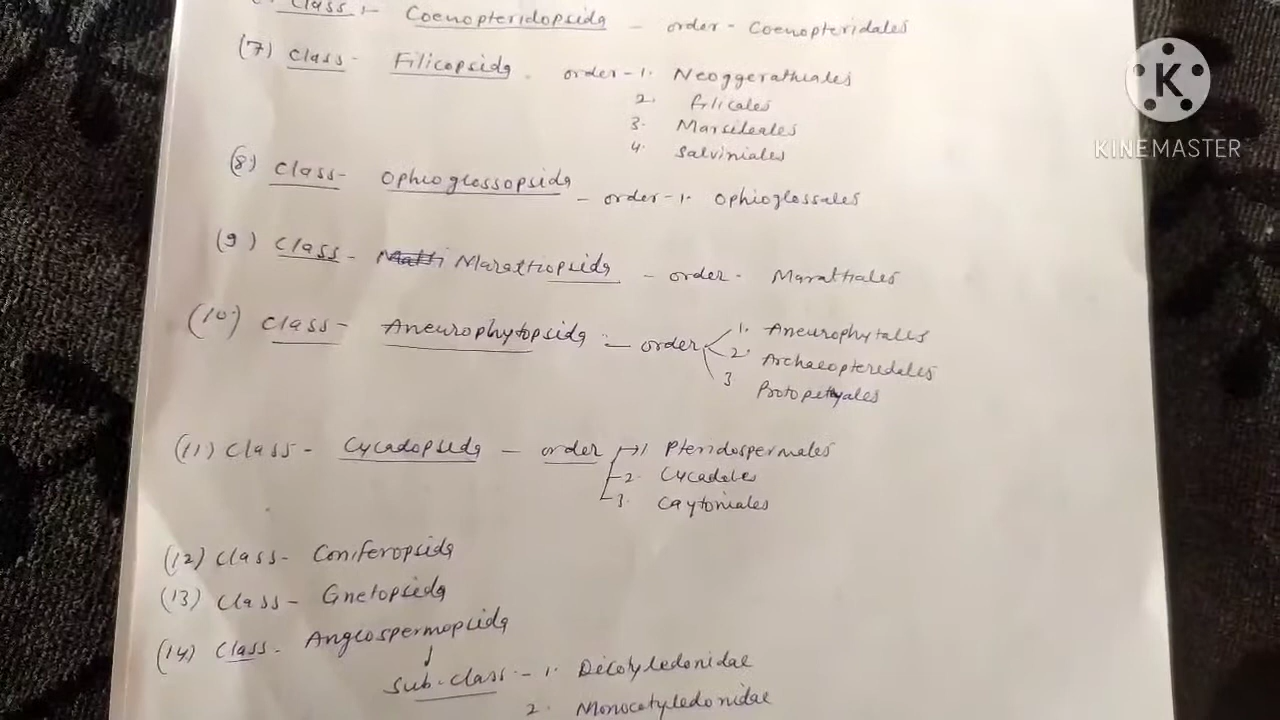 Class :- Coenopteridopsida - order - Coenopteridales
(7) Class - Filicopsida. order - 1. Neoggerathiales
2. Filicales
3. Marsileales
4. Salviniales
(8) Class - Ophioglossopsida - order - 1. Ophioglossales
(9) Class - Marattiopsida - order - Marattiales
(10) Class - Aneurophytopsida :- order 1. Aneurophytales
2. Archaeopteredales
3 Protopityales
(11) Class - Cycadopsida - order 1 Pteridospermales
2. Cycadales
3. Caytoniales
(12) Class - Coniferopsida
(13) Class - Gnetopsida
(14) Class - Angiospermopsida
Sub-class - 1. Dicotyledonidae
2. Monocotyledonidae
K
KINEMASTER